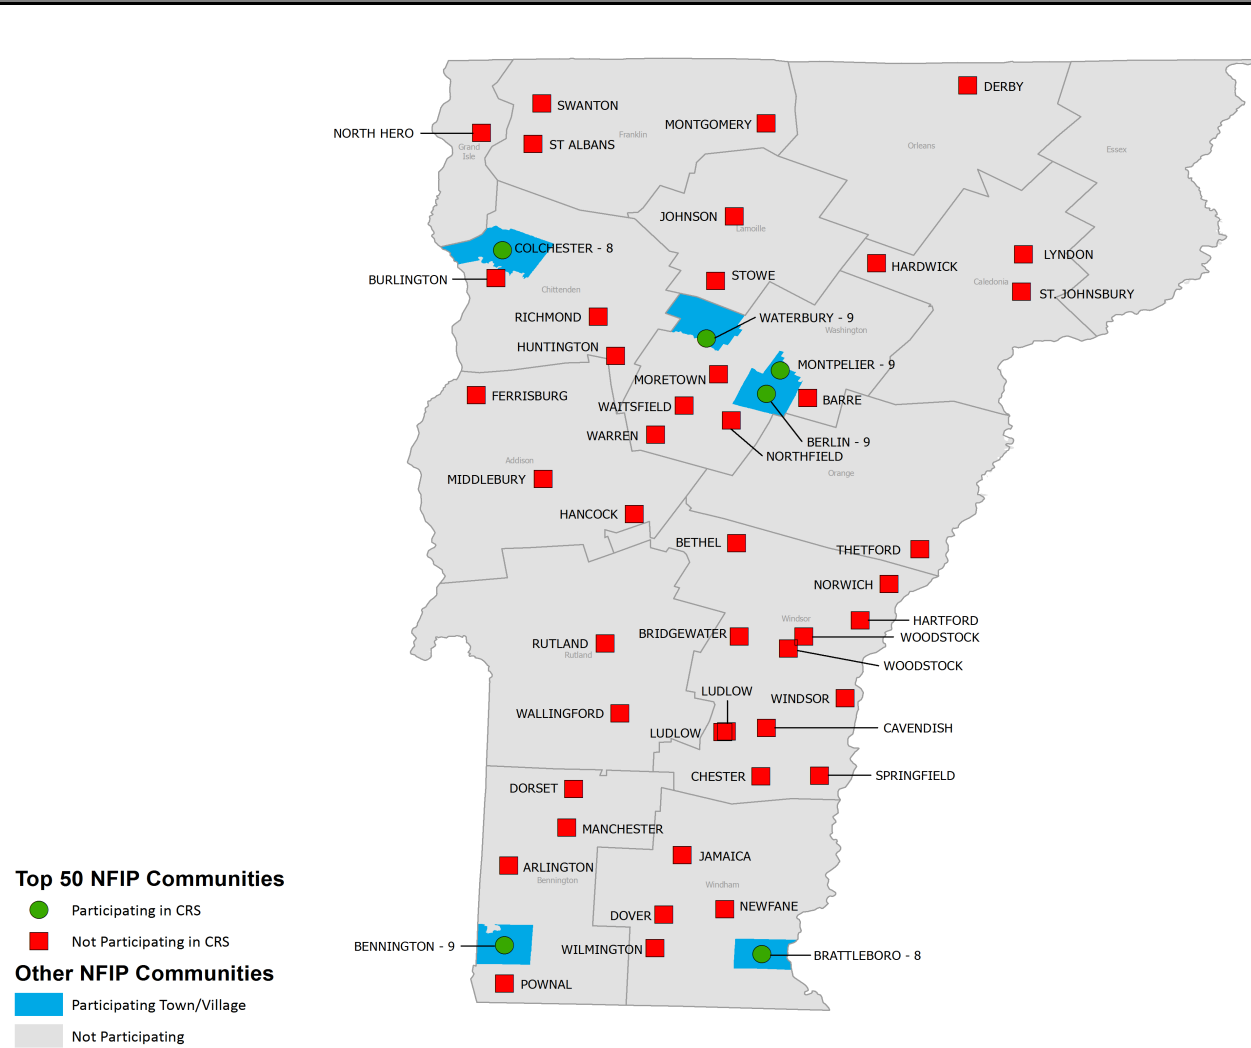 DERBY
SWANTON
MONTGOMERY
NORTH HERO
Franklin
ST ALBANS
Grand
Isle
Orleans
Essex
JOHNSON
Lamoille
COLCHESTER - 8
LYNDON
HARDWICK
STOWE
BURLINGTON
Caledonia
Chittenden
ST. JOHNSBURY
RICHMOND
WATERBURY - 9
Washington
HUNTINGTON
MONTPELIER - 9
MORETOWN
FERRISBURG
BARRE
WAITSFIELD
WARREN
BERLIN - 9
NORTHFIELD
Addison
Orange
MIDDLEBURY
HANCOCK
BETHEL
THETFORD
NORWICH
Windsor
HARTFORD
BRIDGEWATER
WOODSTOCK
RUTLAND
Rutland
WOODSTOCK
LUDLOW
WINDSOR
WALLINGFORD
CAVENDISH
LUDLOW
CHESTER
SPRINGFIELD
DORSET
MANCHESTER
JAMAICA
ARLINGTON
Bennington
Windham
NEWFANE
DOVER
BENNINGTON - 9
WILMINGTON
BRATTLEBORO - 8
POWNAL
Top 50 NFIP Communities
Participating in CRS
Not Participating in CRS
Other NFIP Communities
Participating Town/Village
Not Participating